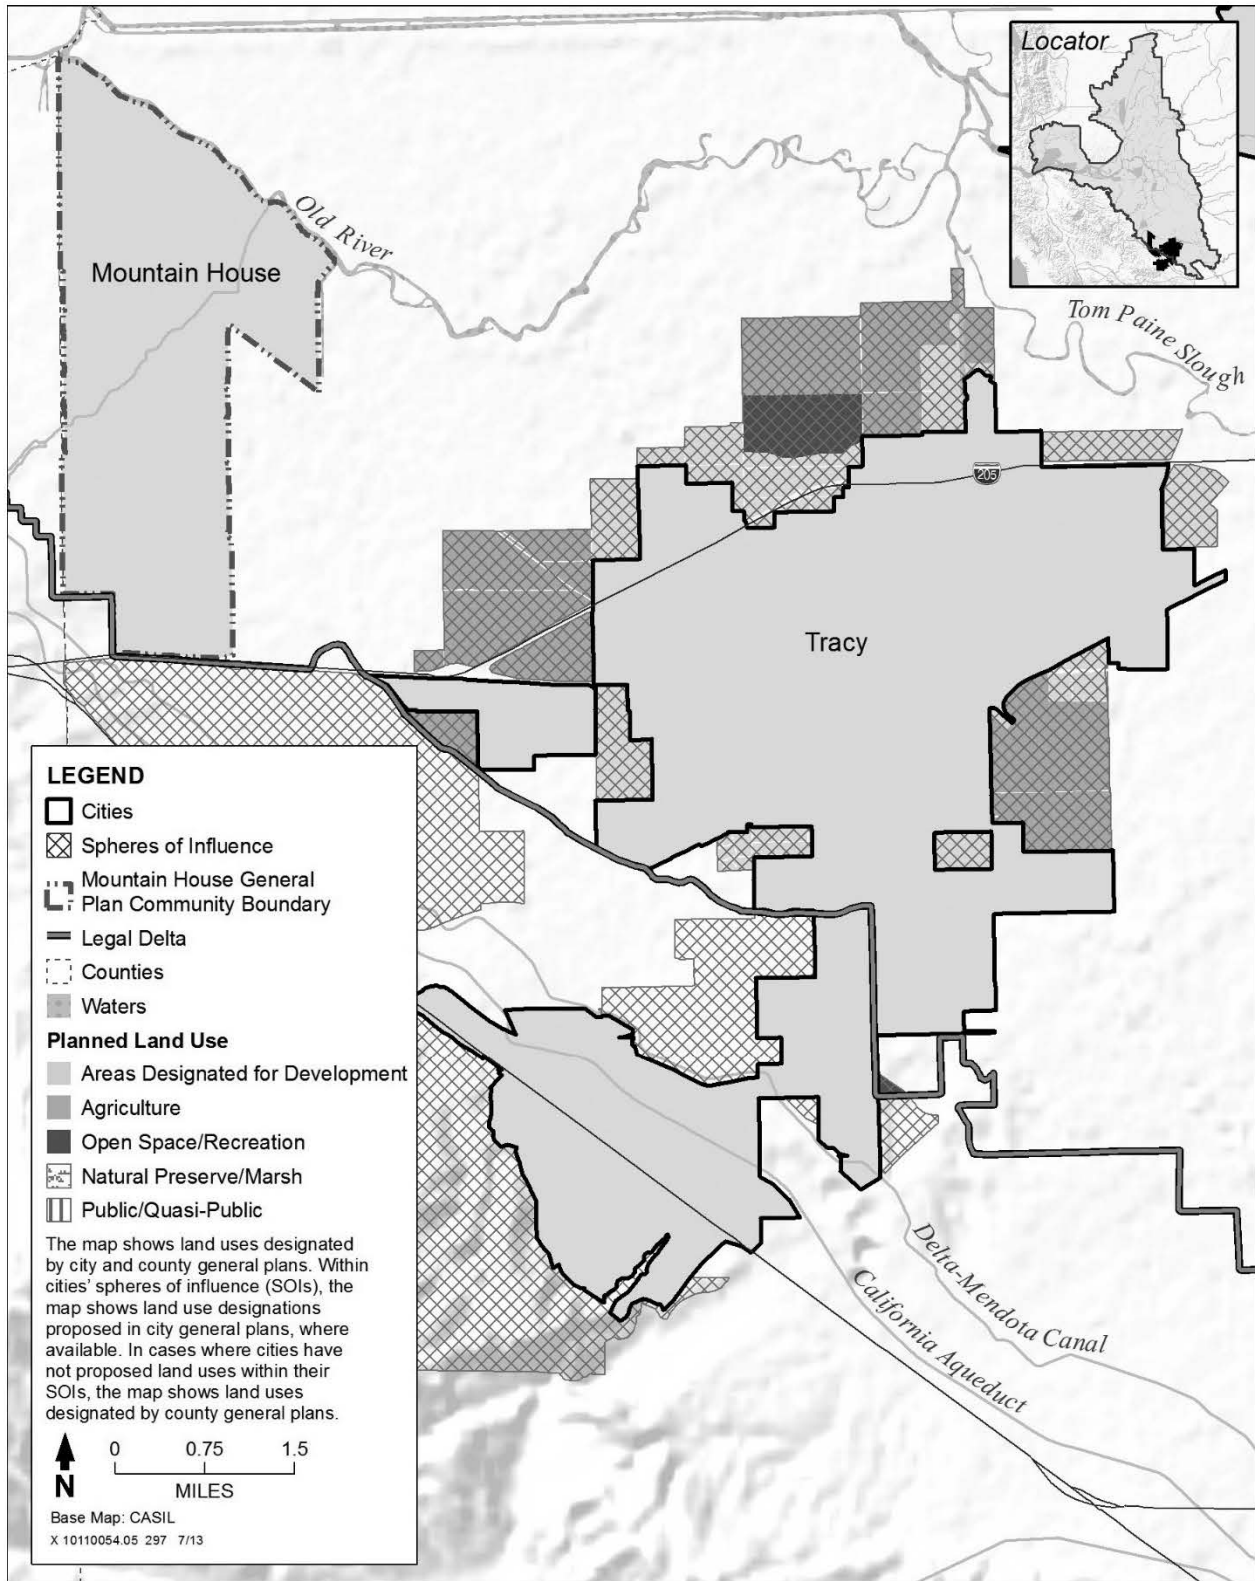 Locator
Old River
Mountain House
Tom Paine Slough
205
Tracy
LEGEND
Cities
Spheres of Influence
Mountain House General
Plan Community Boundary
Legal Delta
Counties
Waters
Planned Land Use
Areas Designated for Development
Agriculture
Open Space/Recreation
Natural Preserve/Marsh
Public/Quasi-Public
The map shows land uses designated
by city and county general plans. Within
cities' spheres of influence (SOIs), the
map shows land use designations
proposed in city general plans, where
available. In cases where cities have
not proposed land uses within their
SOIs, the map shows land uses
designated by county general plans.
N
0 0.75 1.5
MILES
Base Map: CASIL
X 10110054.05 297 7/13
Delta-Mendota Canal
California Aqueduct